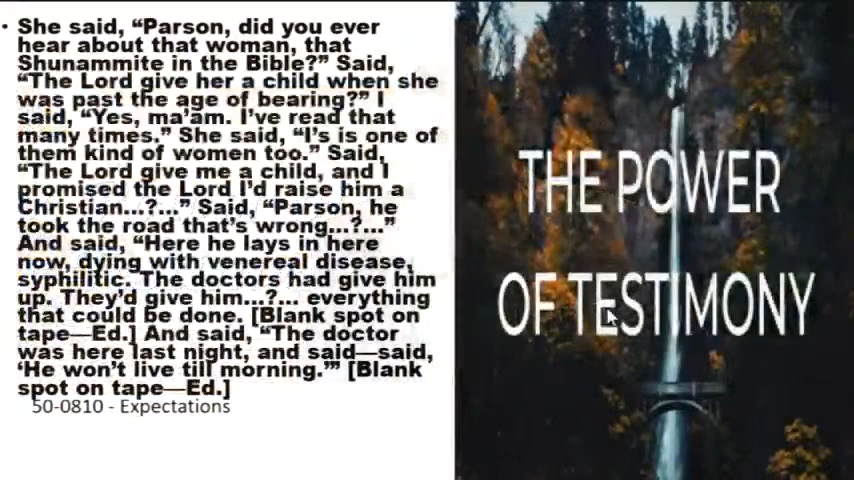 • She said, “Parson, did you ever
hear about that woman, that
Shunammite in the Bible?” Said,
“The Lord give her a child when she
was past the age of bearing?” I
said, “Yes, ma’am. I’ve read that
many times.” She said, “I’s is one of
them kind of women too.” Said,
“The Lord give me a child, and I
promised the Lord I’d raise him a
Christian...?...” Said, “Parson, he
took the road that’s wrong...?...”
And said, “Here he lays in here
now, dying with venereal disease,
syphilitic. The doctors had give him
up. They’d give him...?... everything
that could be done. [Blank spot on
tape—Ed.] And said, “The doctor
was here last night, and said—said,
‘He won’t live till morning.’” [Blank
spot on tape—Ed.]
50-0810 - Expectations
THE POWER
OF TESTIMONY